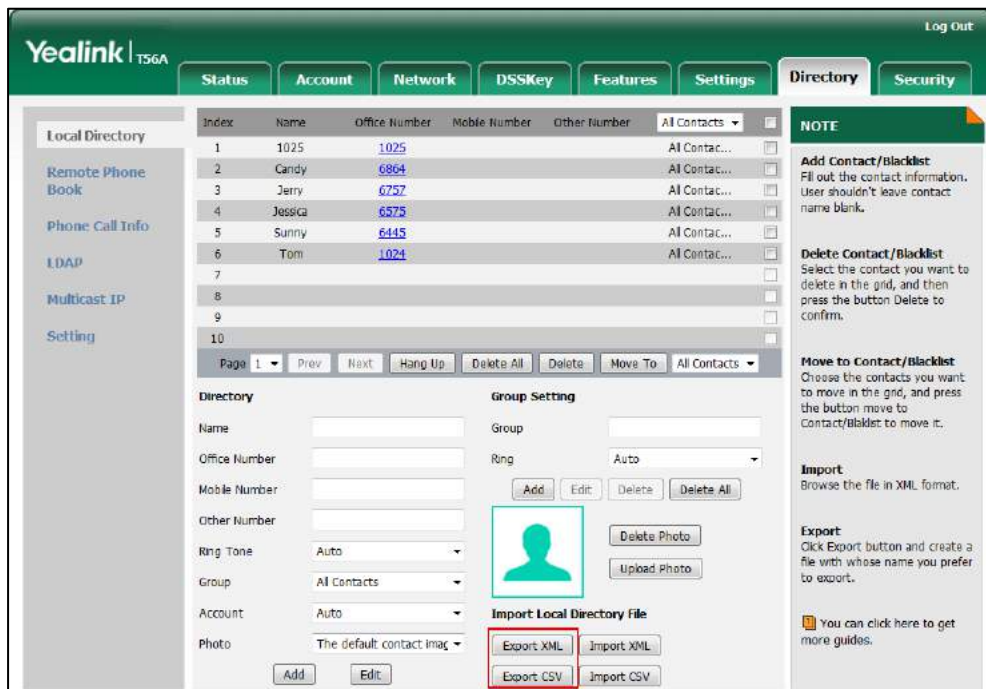 Log Out
Yealink T56A
Status Account Network DSSKey Features Settings Directory Security
Local Directory
Remote Phone
Book
Phone Call Info
LDAP
Multicast IP
Setting
Index Name Office Number Mobile Number Other Number All Contacts
1 1025 1025 All Contac...
2 Candy 6864 All Contac...
3 Jerry 6757 All Contac...
4 Jessica 6575 All Contac...
5 Sunny 6445 All Contac...
6 Tom 1024 All Contac...
7
8
9
10
Page 1 Prev Next Hang Up Delete All Delete Move To All Contacts
Directory
Name
Office Number
Mobile Number
Other Number
Ring Tone Auto
Group All Contacts
Account Auto
Photo The default contact imag
Add Edit
Group Setting
Group
Ring Auto
Add Edit Delete Delete All
Delete Photo
Upload Photo
Import Local Directory File
Export XML Import XML
Export CSV Import CSV
NOTE
Add Contact/Blacklist
Fill out the contact information.
User shouldn't leave contact
name blank.
Delete Contact/Blacklist
Select the contact you want to
delete in the grid, and then
press the button Delete to
confirm.
Move to Contact/Blacklist
Choose the contacts you want
to move in the grid, and press
the button move to
Contact/Blaklist to move it.
Import
Browse the file in XML format.
Export
Click Export button and create a
file with whose name you prefer
to export.
You can click here to get
more guides.